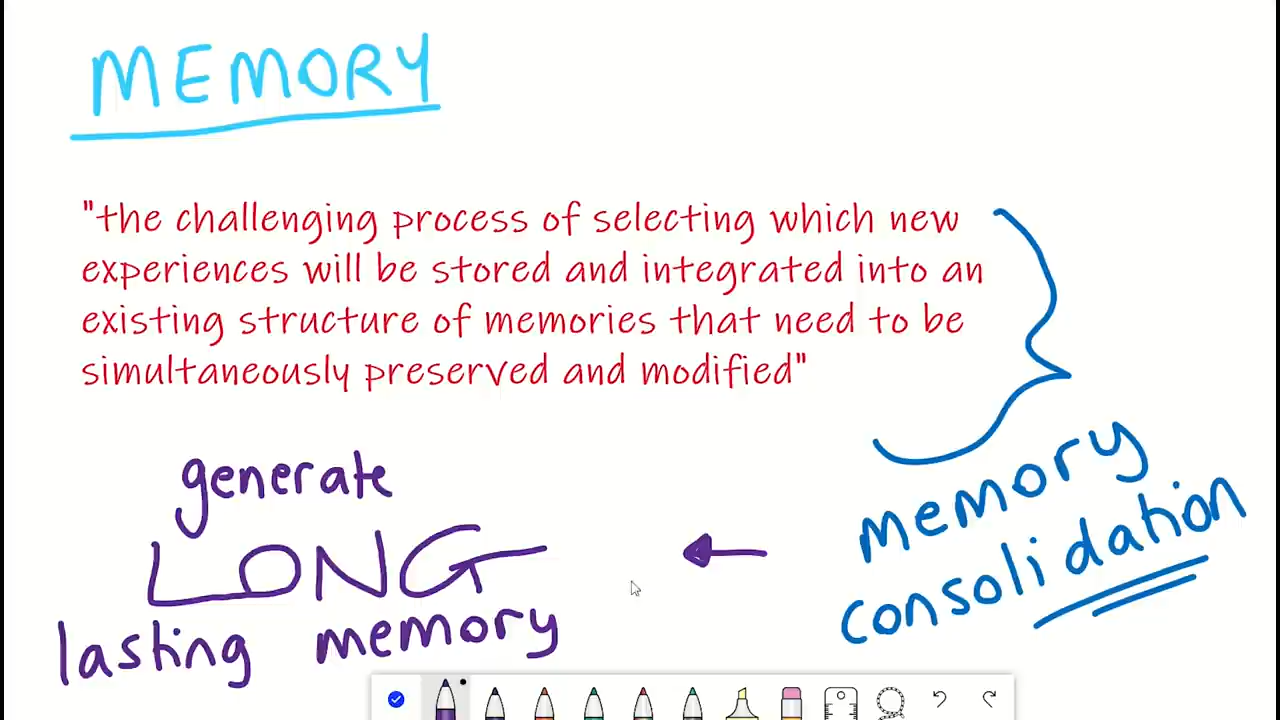 MEMORY
"the challenging process of selecting which new
experiences will be stored and integrated into an
existing structure of memories that need to be
simultaneously preserved and modified"
memory
consolidation
generate
LONG
lasting memory